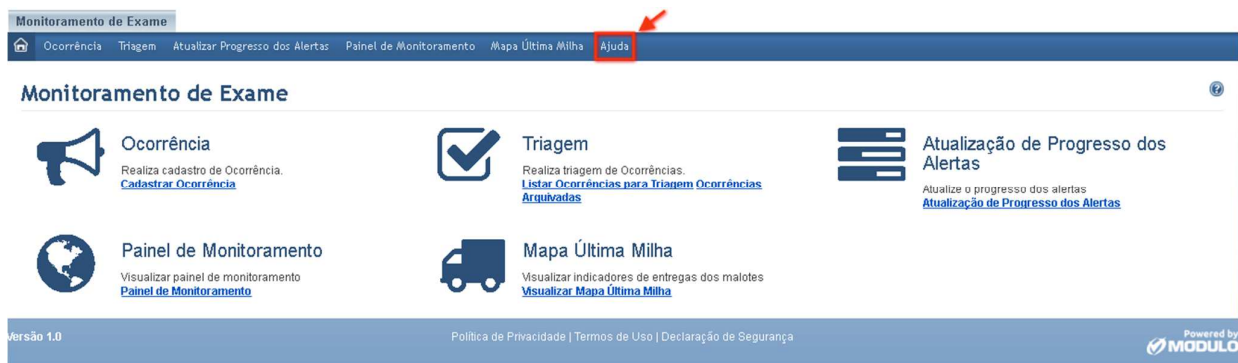 Monitoramento de Exame
Ocorrência Triagem Atualizar Progresso dos Alertas Painel de Monitoramento Mapa Última Milha Ajuda
Monitoramento de Exame
Ocorrência
Realiza cadastro de Ocorrência.
Cadastrar Ocorrência
Triagem
Realiza triagem de Ocorrências.
Listar Ocorrências para Triagem Ocorrências
Arquivadas
Atualização de Progresso dos
Alertas
Atualize o progresso dos alertas
Atualização de Progresso dos Alertas
Painel de Monitoramento
Visualizar painel de monitoramento
Painel de Monitoramento
Mapa Última Milha
Visualizar indicadores de entregas dos malotes
Visualizar Mapa Última Milha
Versão 1.0
Política de Privacidade | Termos de Uso | Declaração de Segurança
Powered by
MODULO